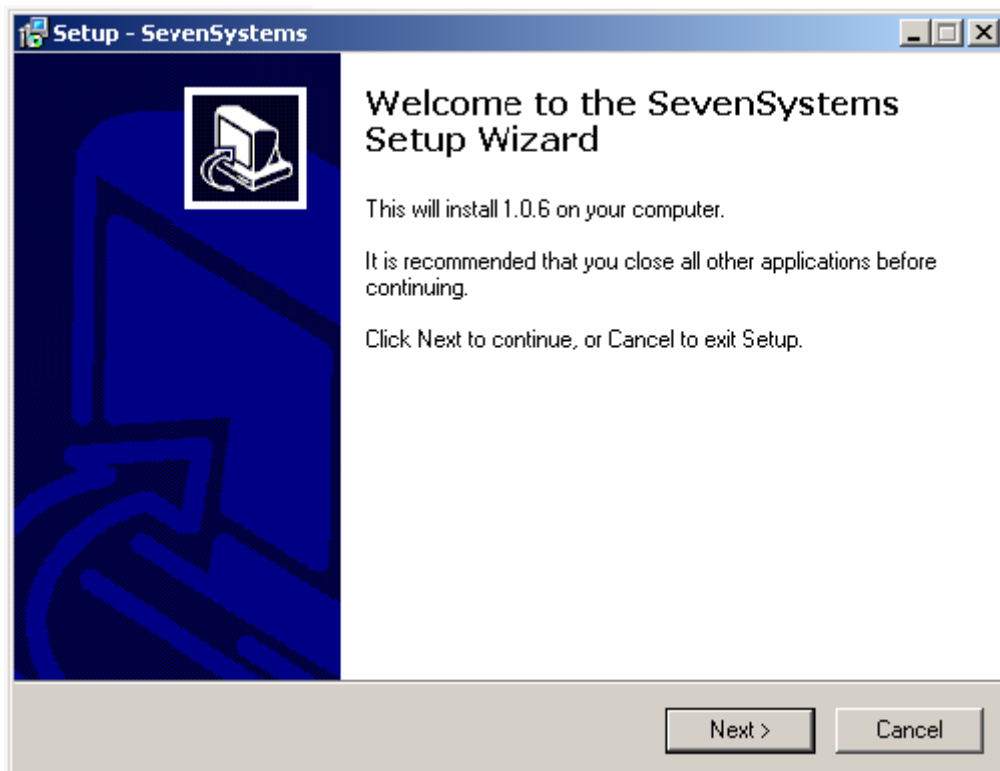 Setup - SevenSystems
Welcome to the SevenSystems
Setup Wizard
This will install 1.0.6 on your computer.
It is recommended that you close all other applications before
continuing.
Click Next to continue, or Cancel to exit Setup.
Next >
Cancel